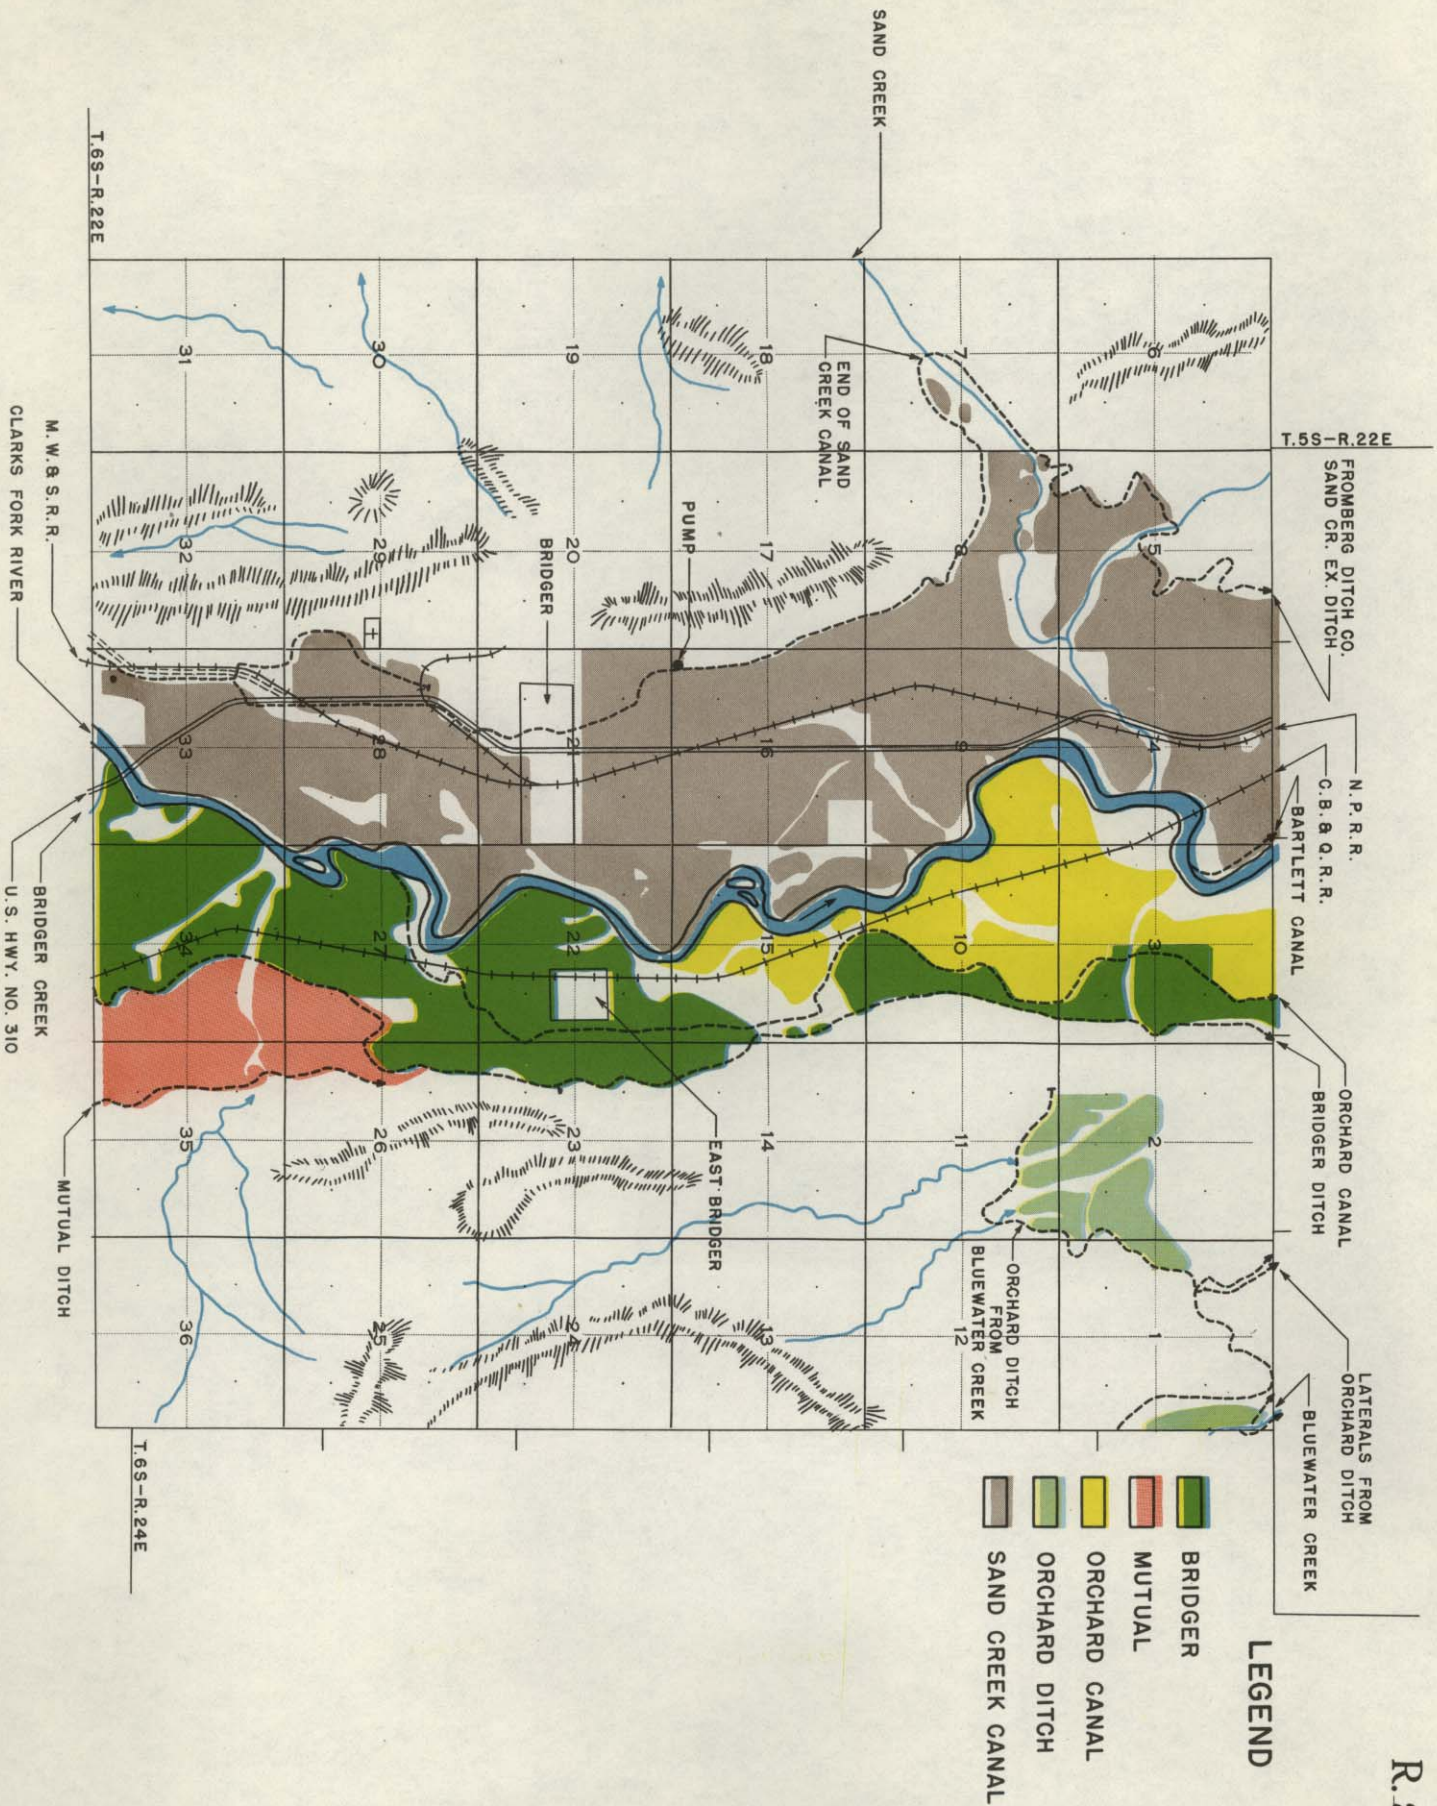 R.
T.5S–R.22E
FROMBERG DITCH CO.
SAND CR. EX. DITCH
N. P. R. R.
C. B. & Q. R. R.
BARTLETT CANAL
ORCHARD CANAL
BRIDGER DITCH
LATERALS FROM
ORCHARD DITCH
BLUEWATER CREEK
LEGEND
BRIDGER
MUTUAL
ORCHARD CANAL
ORCHARD DITCH
SAND CREEK CANAL
6
5
4
3
2
1
7
8
9
10
11
12
SAND CREEK
END OF SAND
CREEK CANAL
ORCHARD DITCH
FROM
BLUEWATER CREEK
18
17
16
15
14
13
PUMP
EAST BRIDGER
19
20
21
22
23
24
BRIDGER
30
29
28
27
26
25
31
32
33
34
35
36
T.6S–R.22E
T.6S–R.24E
M. W. & S. R. R.
CLARKS FORK RIVER
BRIDGER CREEK
U. S. HWY. NO. 310
MUTUAL DITCH